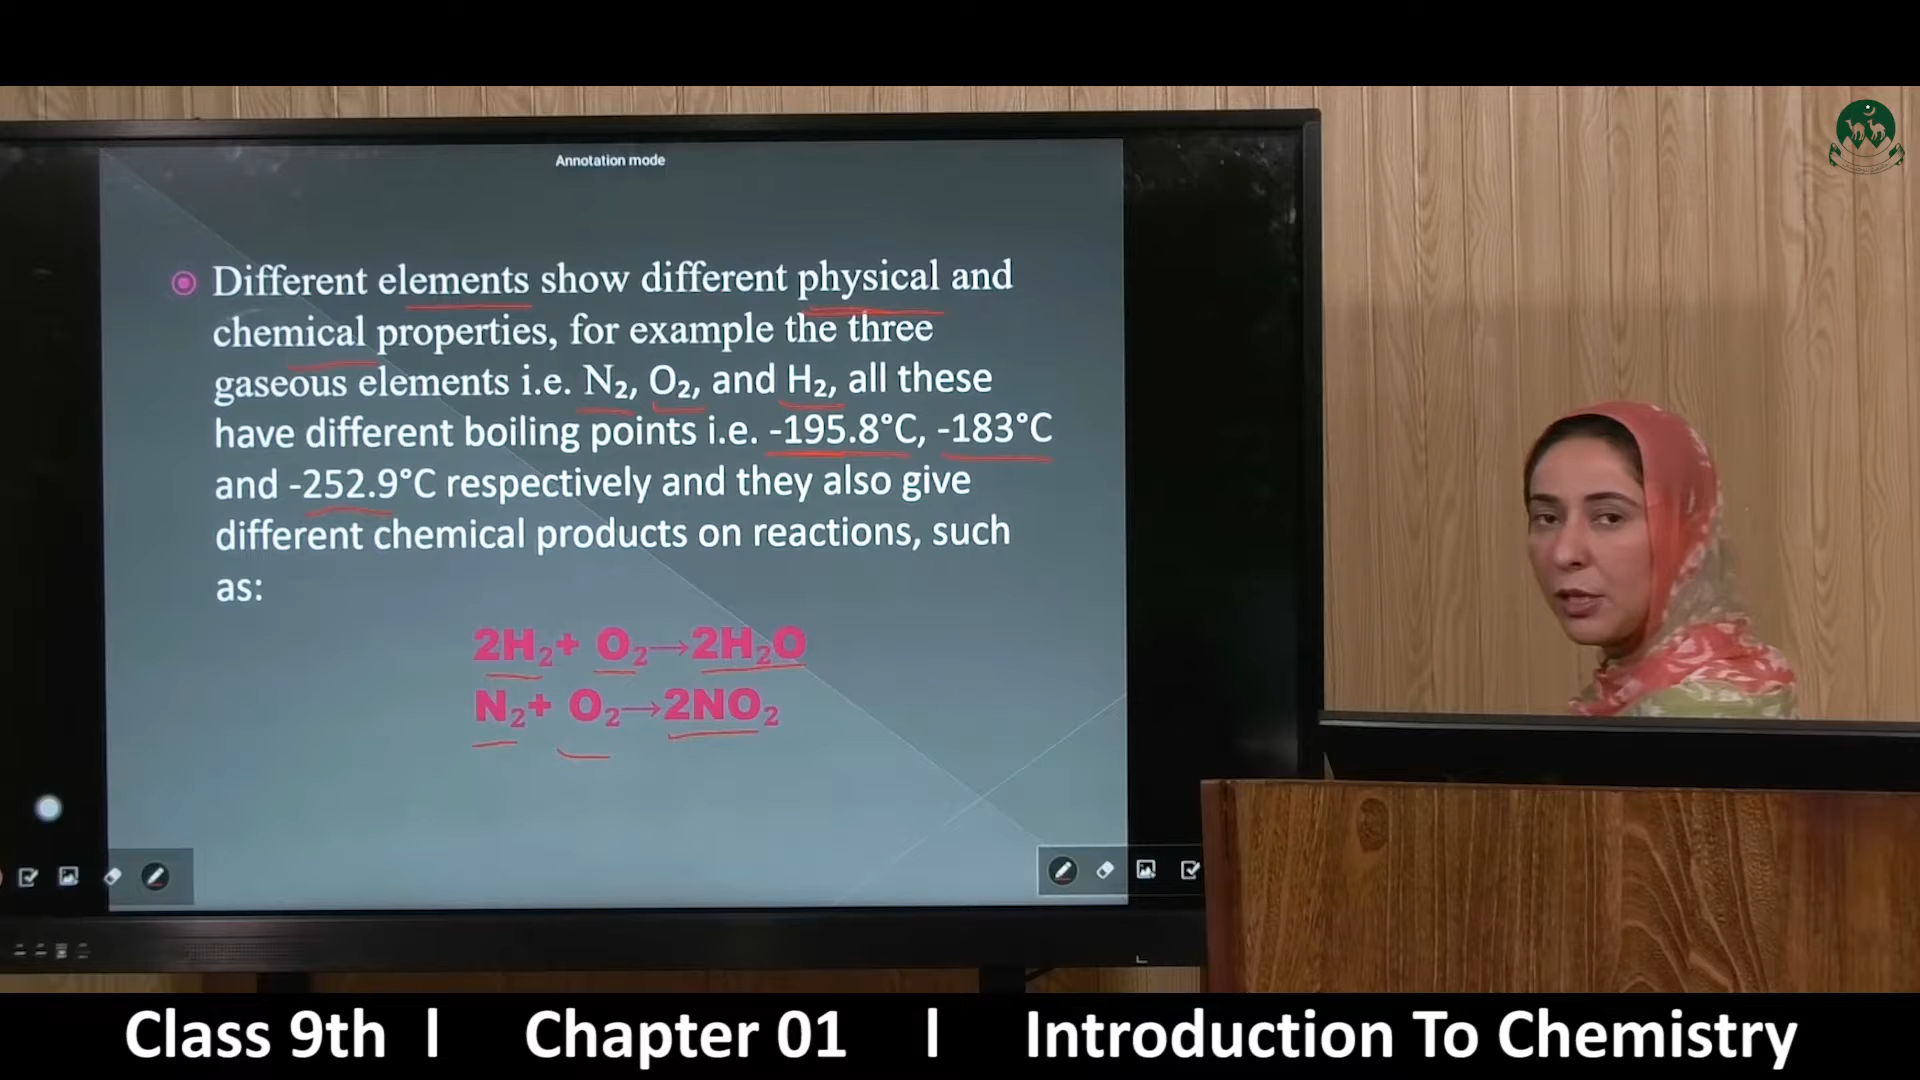 Annotation mode
Different elements show different physical and
chemical properties, for example the three
gaseous elements i.e. N₂, O₂, and H₂, all these
have different boiling points i.e. -195.8°C, -183°C
and -252.9°C respectively and they also give
different chemical products on reactions, such
as:
2H₂+ O₂→2H₂O
N₂+ O₂→2NO₂
Class 9th l Chapter 01 l Introduction To Chemistry